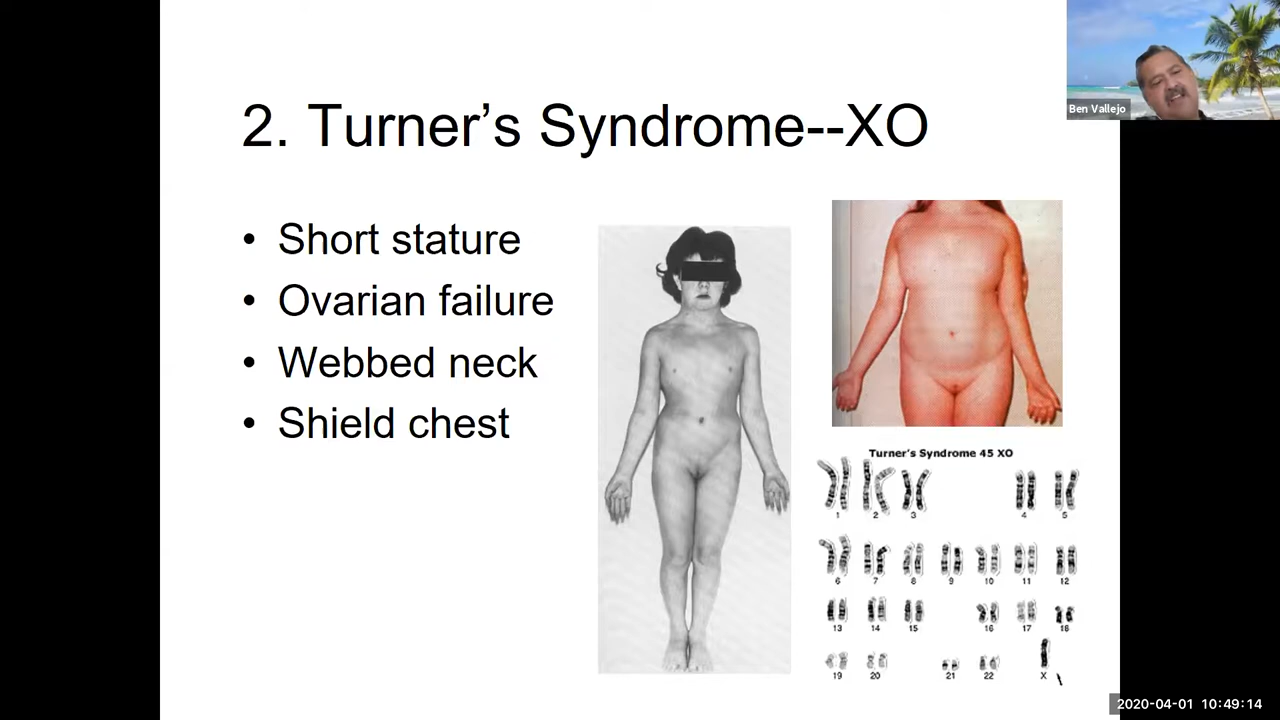 2. Turner's Syndrome--XO
Ben Vallejo
• Short stature
• Ovarian failure
• Webbed neck
• Shield chest
Turner's Syndrome 45 XO
1 2 3 4 5
6 7 8 9 10 11 12
13 14 15 16 17 18
19 20 21 22 X
2020-04-01 10:49:14